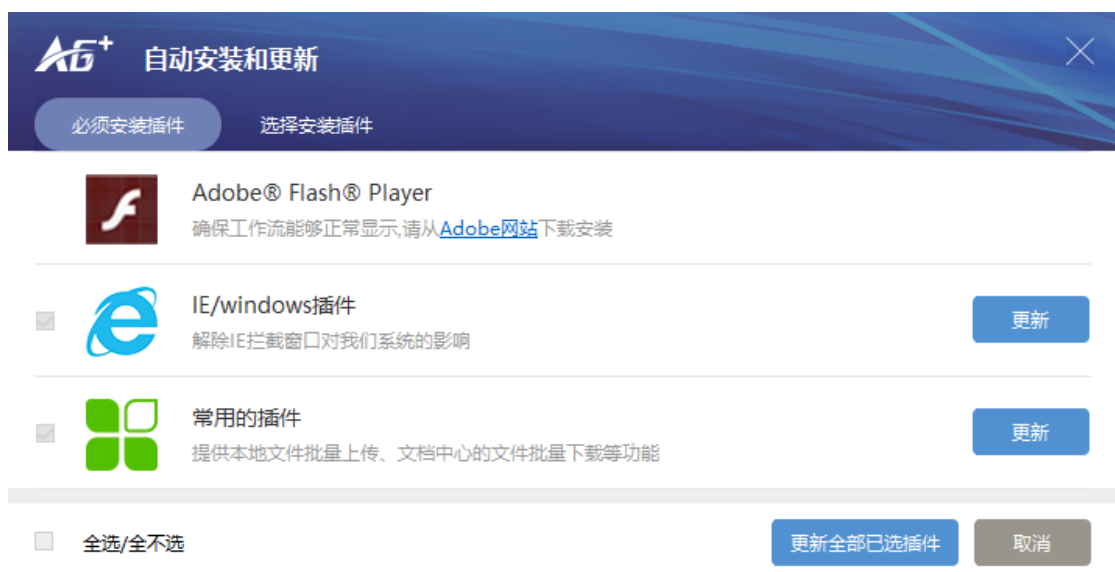 A6+ 自动安装和更新
必须安装插件 选择安装插件
Adobe® Flash® Player
确保工作流能够正常显示,请从Adobe网站下载安装
IE/windows插件
解除IE拦截窗口对我们系统的影响
更新
常用的插件
提供本地文件批量上传、文档中心的文件批量下载等功能
更新
全选/全不选 更新全部已选插件 取消